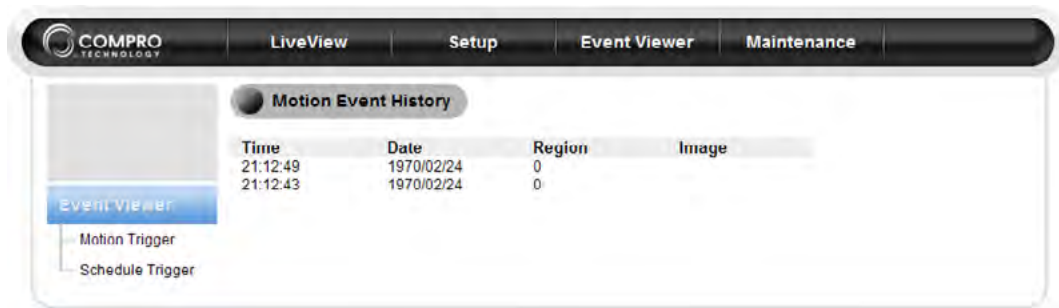 COMPRO
TECHNOLOGY
LiveView Setup Event Viewer Maintenance
Motion Event History
Time Date Region Image
21:12:49 1970/02/24 0
21:12:43 1970/02/24 0
Event Viewer
Motion Trigger
Schedule Trigger